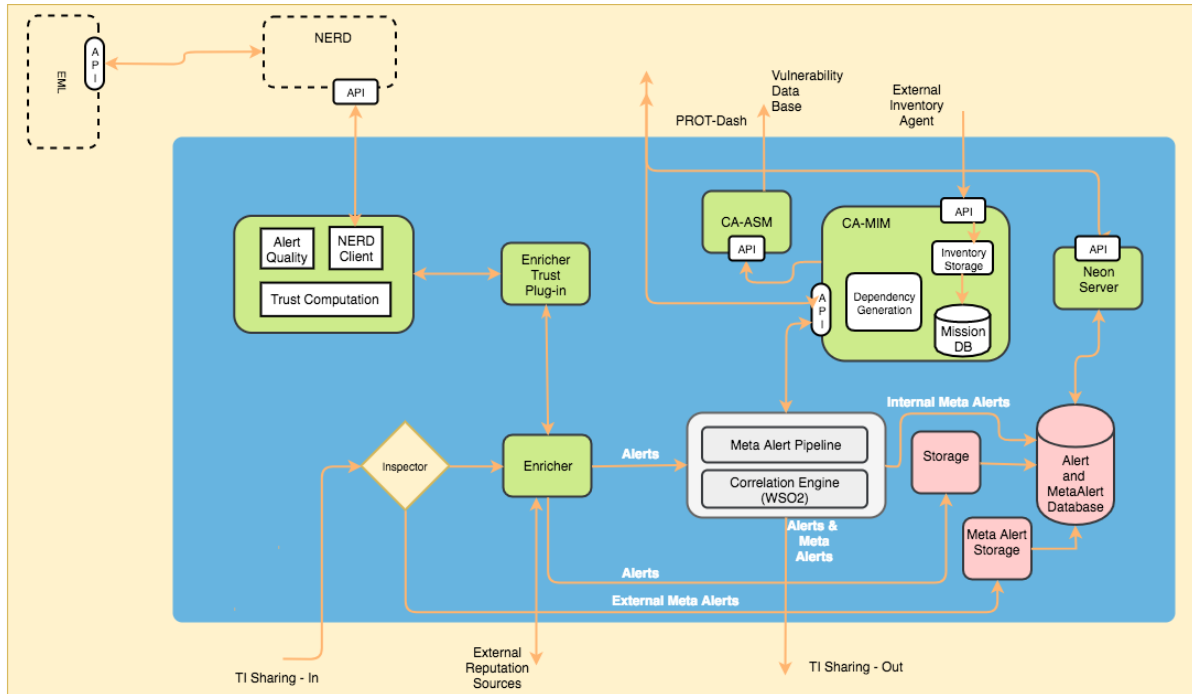 NERD
A
P
I
EML
API
Vulnerability
Data
Base
PROT-Dash
External
Inventory
Agent
CA-ASM
API
CA-MIM
API
Inventory
Storage
Dependency
Generation
Mission
DB
A
P
I
API
Neon
Server
Alert
Quality
NERD
Client
Trust Computation
Enricher
Trust
Plug-in
Internal Meta Alerts
Inspector
Enricher
Alerts
Meta Alert Pipeline
Correlation Engine
(WSO2)
Storage
Alert
and
MetaAlert
Database
Alerts &
Meta
Alerts
Meta Alert
Storage
Alerts
External Meta Alerts
TI Sharing - In
External
Reputation
Sources
TI Sharing - Out